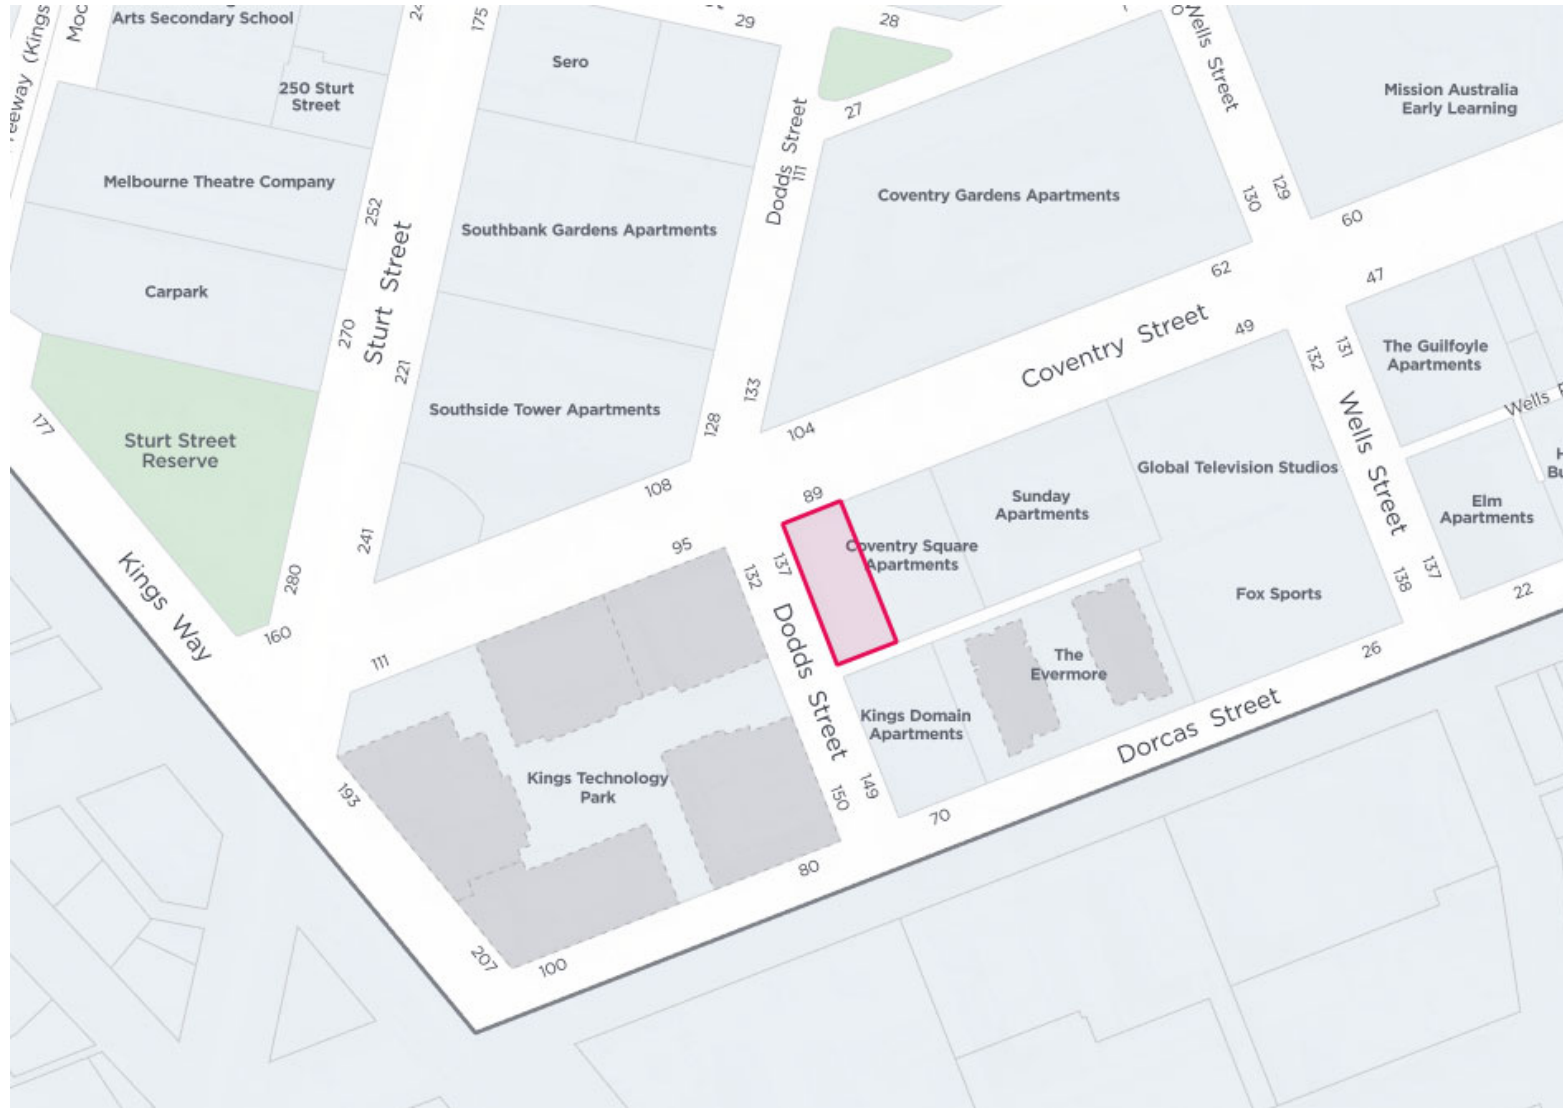 Arts Secondary School
175
29
28
Wells Street
Sero
250 Sturt
Street
Mission Australia
Early Learning
27
Dodds Street
111
Melbourne Theatre Company
252
Coventry Gardens Apartments
130
129
60
Southbank Gardens Apartments
Sturt Street
62
47
Carpark
270
221
Coventry Street
49
132
131
The Guilfoyle
Apartments
133
128
104
Southside Tower Apartments
177
Sturt Street
Reserve
Wells Street
Wells
Global Television Studios
Sunday
Apartments
Elm
Apartments
108
89
241
95
132
137
Coventry Square
Apartments
Kings Way
280
160
138
137
22
Fox Sports
Dodds Street
111
The
Evermore
26
Kings Domain
Apartments
Dorcas Street
Kings Technology
Park
193
150
149
70
80
207
100